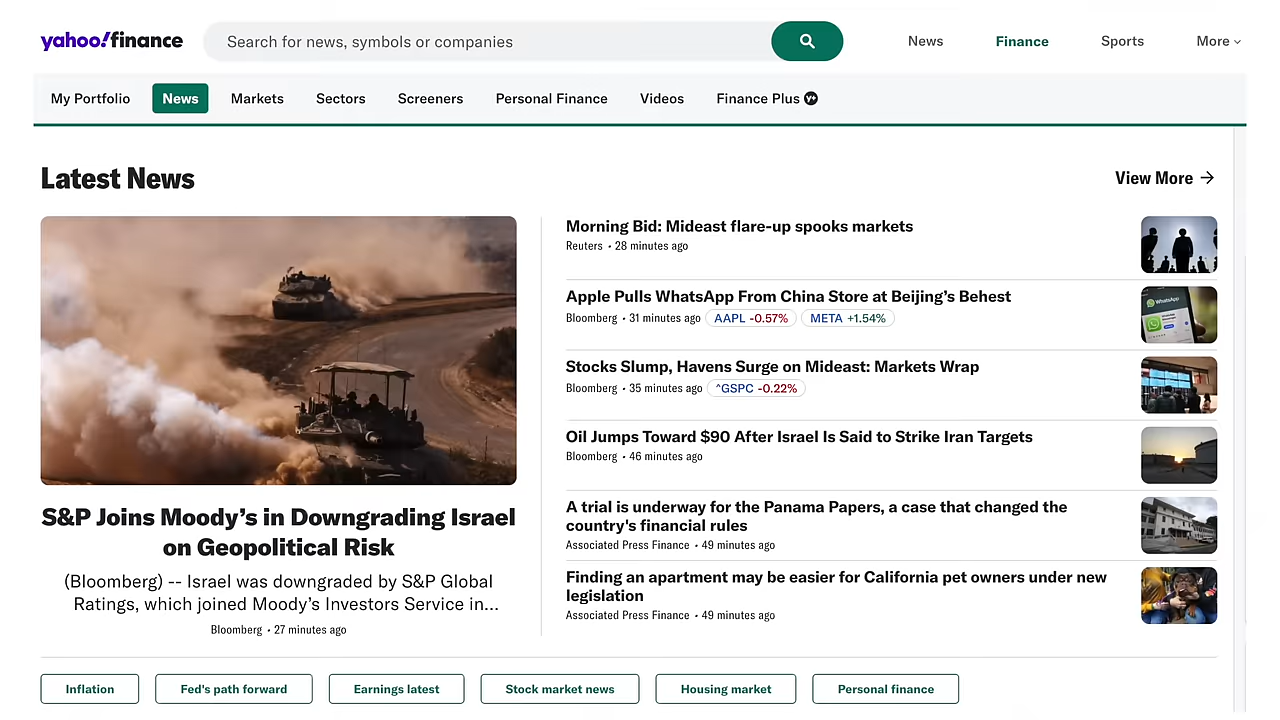 yahoo!finance
Search for news, symbols or companies
News
Finance
Sports
More
My Portfolio
News
Markets
Sectors
Screeners
Personal Finance
Videos
Finance Plus y+
Latest News
View More →
S&P Joins Moody’s in Downgrading Israel
on Geopolitical Risk
(Bloomberg) -- Israel was downgraded by S&P Global
Ratings, which joined Moody’s Investors Service in...
Bloomberg • 27 minutes ago
Morning Bid: Mideast flare-up spooks markets
Reuters • 28 minutes ago
Apple Pulls WhatsApp From China Store at Beijing’s Behest
Bloomberg • 31 minutes ago AAPL -0.57% META +1.54%
WhatsApp
Stocks Slump, Havens Surge on Mideast: Markets Wrap
Bloomberg • 35 minutes ago ^GSPC -0.22%
Oil Jumps Toward $90 After Israel Is Said to Strike Iran Targets
Bloomberg • 46 minutes ago
A trial is underway for the Panama Papers, a case that changed the
country's financial rules
Associated Press Finance • 49 minutes ago
Finding an apartment may be easier for California pet owners under new
legislation
Associated Press Finance • 49 minutes ago
Inflation
Fed's path forward
Earnings latest
Stock market news
Housing market
Personal finance